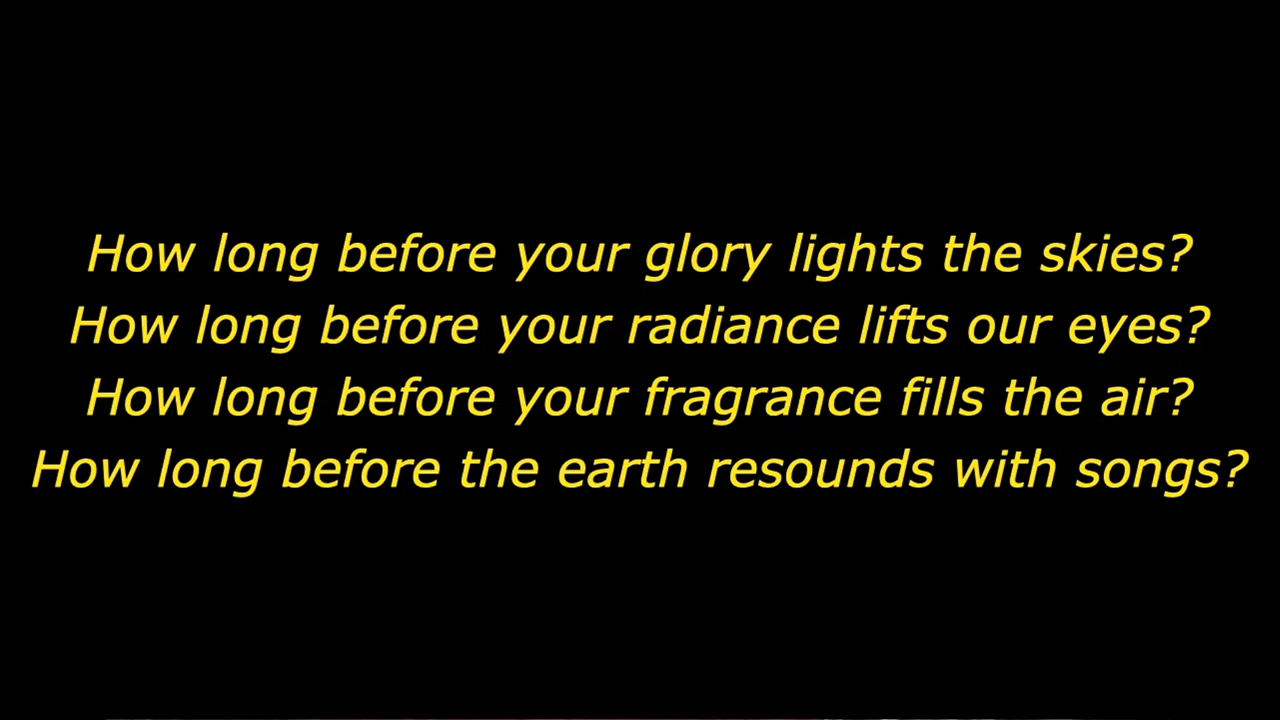 How long before your glory lights the skies?
How long before your radiance lifts our eyes?
How long before your fragrance fills the air?
How long before the earth resounds with songs?